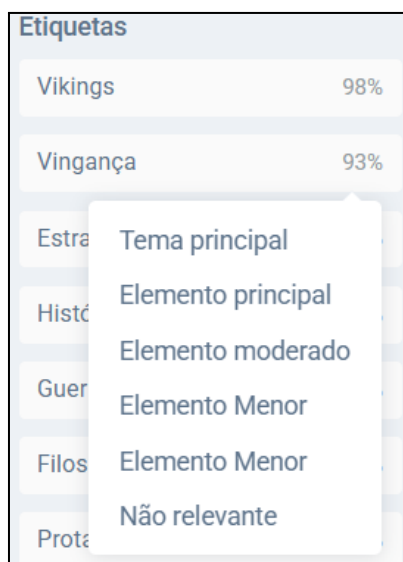 Etiquetas
Vikings 98%
Vingança 93%
Estra
Tema principal
Elemento principal
Histó
Elemento moderado
Guer
Elemento Menor
Filos
Elemento Menor
Não relevante
Prota